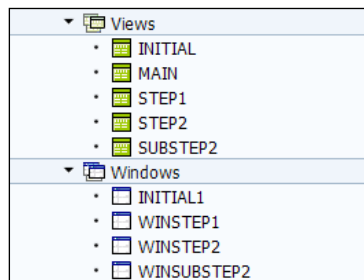 Views
INITIAL
MAIN
STEP1
STEP2
SUBSTEP2
Windows
INITIAL1
WINSTEP1
WINSTEP2
WINSUBSTEP2